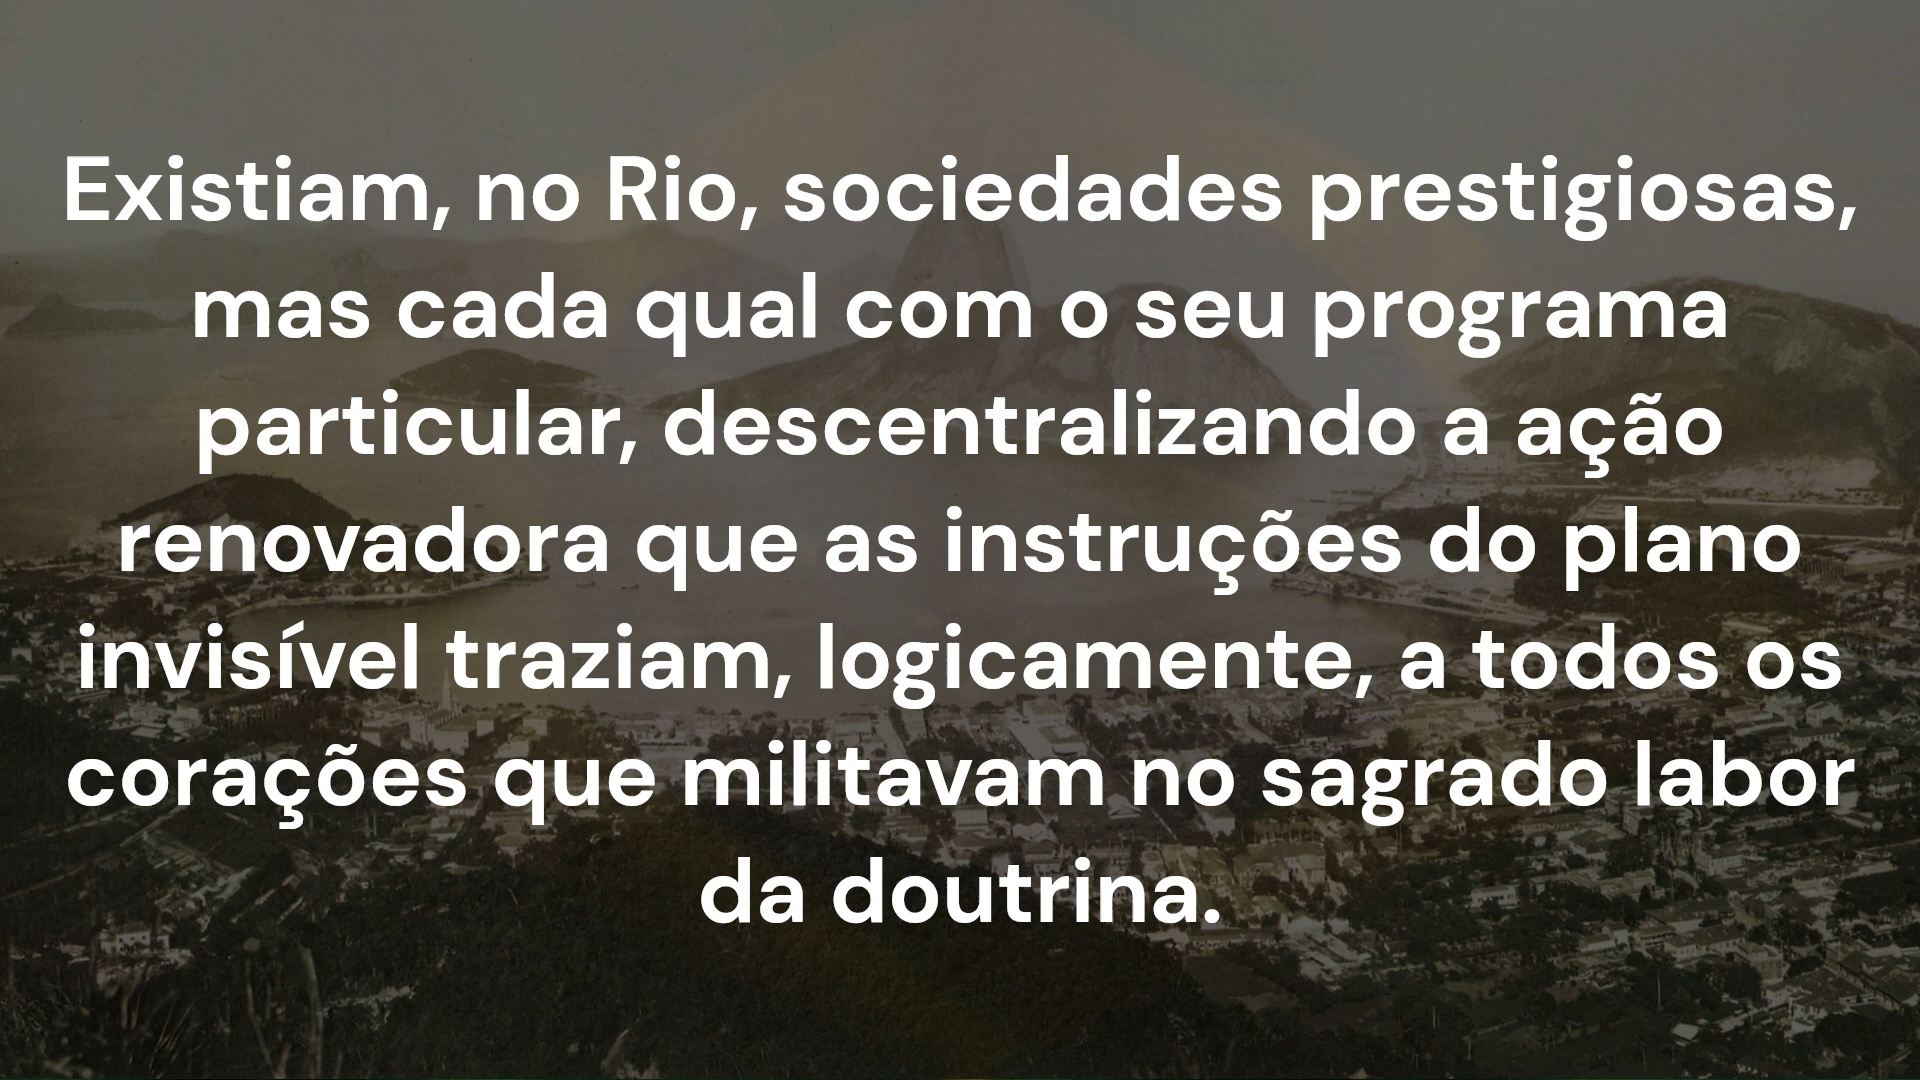 Existiam, no Rio, sociedades prestigiosas,
mas cada qual com o seu programa
particular, descentralizando a ação
renovadora que as instruções do plano
invisível traziam, logicamente, a todos os
corações que militavam no sagrado labor
da doutrina.